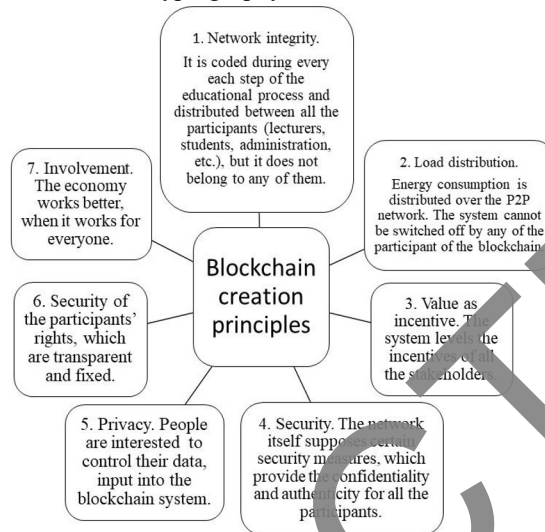 1. Network integrity.
It is coded during every
each step of the
educational process and
distributed between all the
participants (lecturers,
students, administration,
etc.), but it does not
belong to any of them.
2. Load distribution.
Energy consumption is
distributed over the P2P
network. The system cannot
be switched off by any of the
participant of the blockchain
3. Value as
incentive. The
system levels the
incentives of all
the stakeholders.
4. Security. The network
itself supposes certain
security measures, which
provide the confidentiality
and authenticity for all the
participants.
5. Privacy. People
are interested to
control their data,
input into the
blockchain system.
6. Security of
the participants'
rights, which
are transparent
and fixed.
7. Involvement.
The economy
works better,
when it works for
everyone.
Blockchain
creation
principles